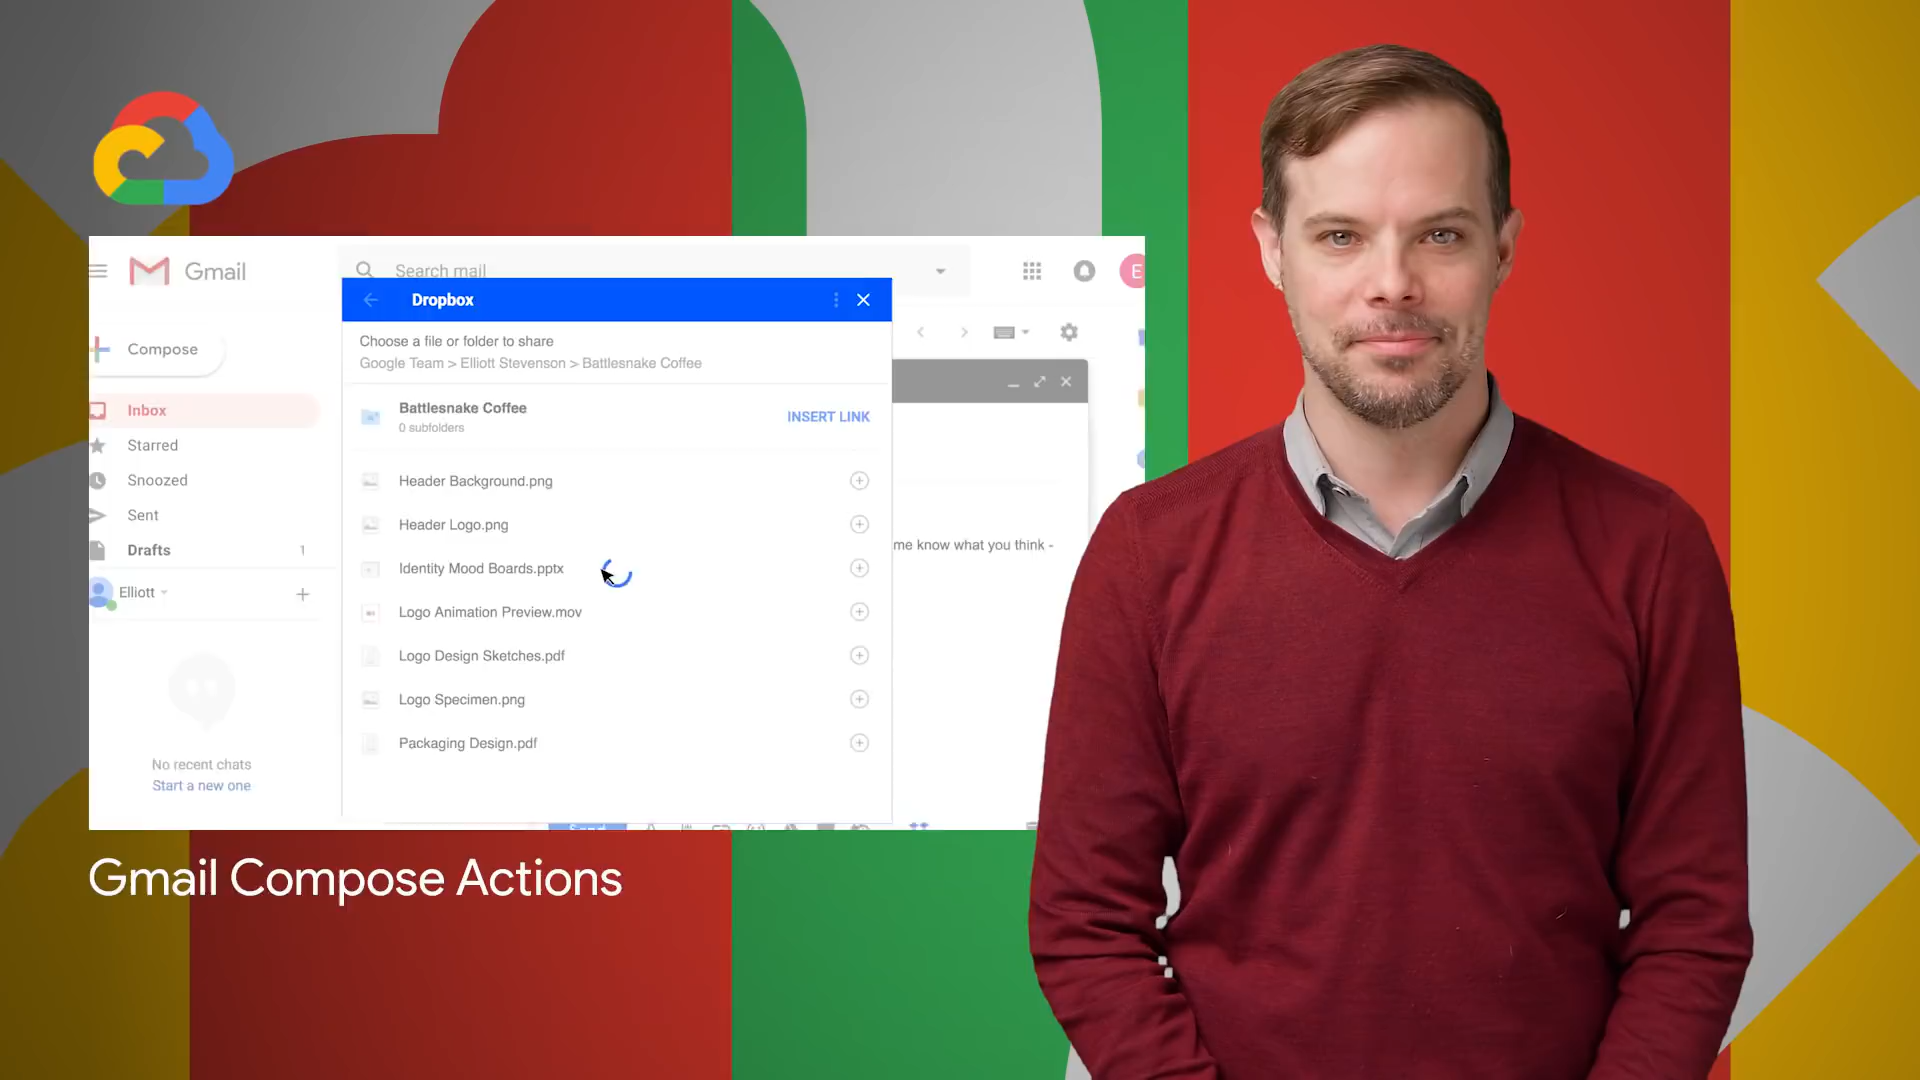 Gmail
Search mail
E
Dropbox
Choose a file or folder to share
Google Team > Elliott Stevenson > Battlesnake Coffee
Compose
Inbox
Starred
Snoozed
Sent
Drafts 1
Elliott
No recent chats
Start a new one
Battlesnake Coffee
0 subfolders
INSERT LINK
Header Background.png
Header Logo.png
Identity Mood Boards.pptx
Logo Animation Preview.mov
Logo Design Sketches.pdf
Logo Specimen.png
Packaging Design.pdf
me know what you think -
Gmail Compose Actions